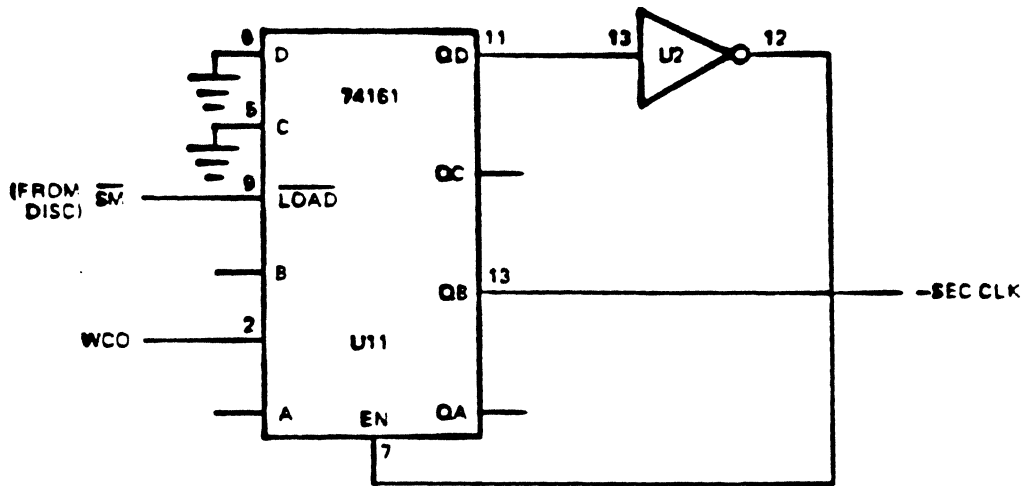 6 D QD 11 13 U2 12
74161
5 C
QC
(FROM DISC) SM 9 LOAD
B
QB 13 -SEC CLK
WCO 2
U11
A EN QA
7